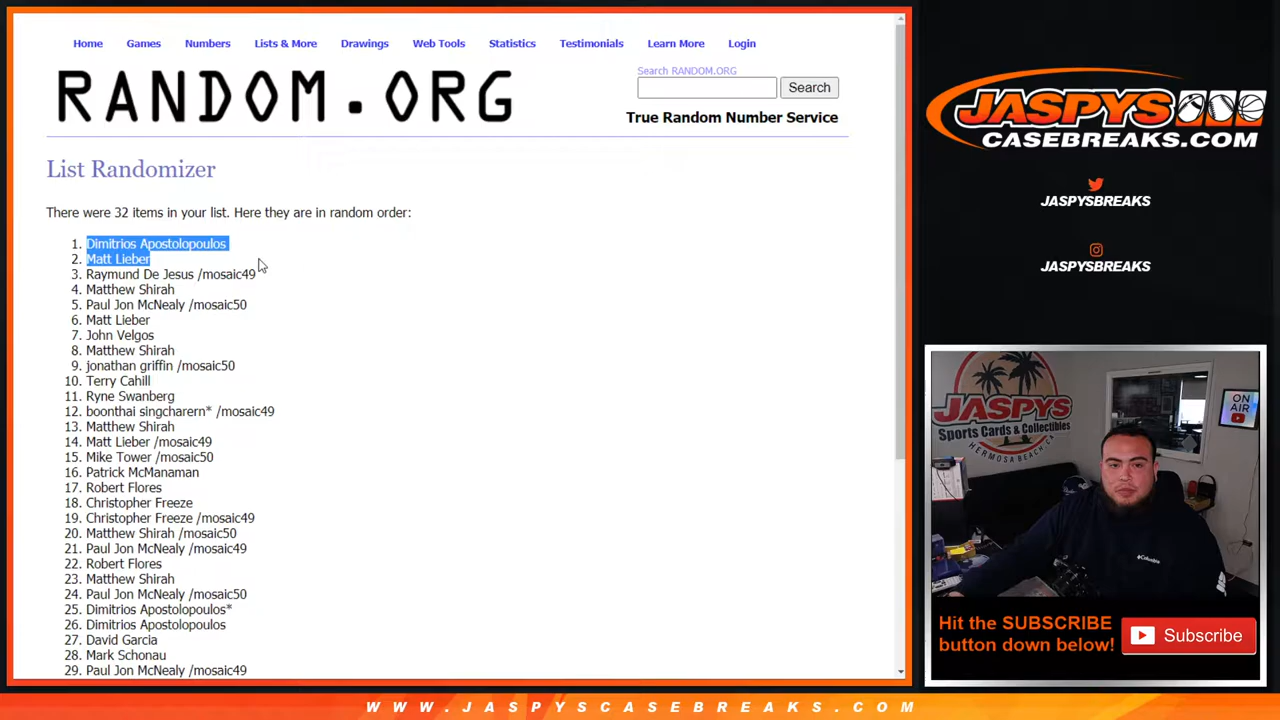 Home Games Numbers Lists & More Drawings Web Tools Statistics Testimonials Learn More Login
RANDOM.ORG
Search RANDOM.ORG
Search
True Random Number Service
List Randomizer
There were 32 items in your list. Here they are in random order:
1. Dimitrios Apostolopoulos
2. Matt Lieber
3. Raymund De Jesus /mosaic49
4. Matthew Shirah
5. Paul Jon McNealy /mosaic50
6. Matt Lieber
7. John Velgos
8. Matthew Shirah
9. jonathan griffin /mosaic50
10. Terry Cahill
11. Ryne Swanberg
12. boonthai singcharern* /mosaic49
13. Matthew Shirah
14. Matt Lieber /mosaic49
15. Mike Tower /mosaic50
16. Patrick McManaman
17. Robert Flores
18. Christopher Freeze
19. Christopher Freeze /mosaic49
20. Matthew Shirah /mosaic50
21. Paul Jon McNealy /mosaic49
22. Robert Flores
23. Matthew Shirah
24. Paul Jon McNealy /mosaic50
25. Dimitrios Apostolopoulos*
26. Dimitrios Apostolopoulos
27. David Garcia
28. Mark Schonau
29. Paul Jon McNealy /mosaic49
JASPYS
CASEBREAKS.COM
JASPYSBREAKS
JASPYSBREAKS
JASPYS
Sports Cards & Collectibles
HERMOSA BEACH, CA
ON AIR
Hit the SUBSCRIBE
button down below!
Subscribe
WWW.JASPYSCASEBREAKS.COM